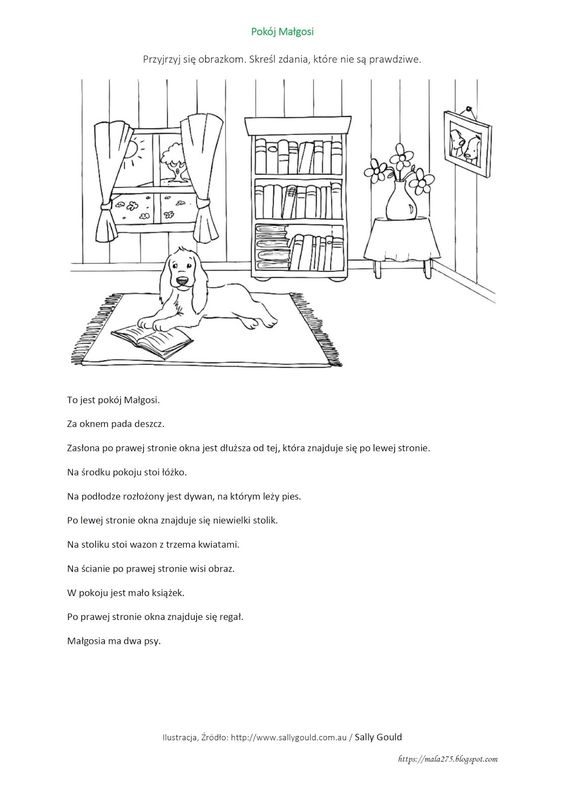 Pokój Małgosi
Przyjrzyj się obrazkom. Skreśl zdania, które nie są prawdziwe.
To jest pokój Małgosi.
Za oknem pada deszcz.
Zasłona po prawej stronie okna jest dłuższa od tej, która znajduje się po lewej stronie.
Na środku pokoju stoi łóżko.
Na podłodze rozłożony jest dywan, na którym leży pies.
Po lewej stronie okna znajduje się niewielki stolik.
Na stoliku stoi wazon z trzema kwiatami.
Na ścianie po prawej stronie wisi obraz.
W pokoju jest mało książek.
Po prawej stronie okna znajduje się regał.
Małgosia ma dwa psy.
Ilustracja, Źródło: http://www.sallygould.com.au / Sally Gould
https://mala275.blogspot.com